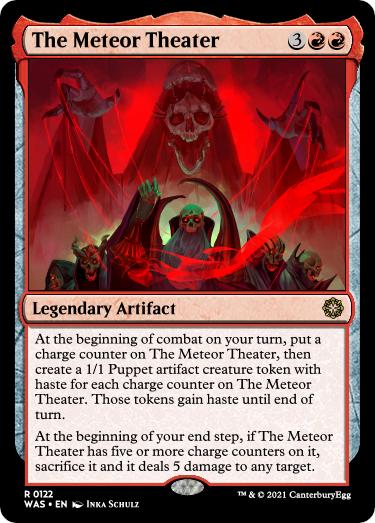 The Meteor Theater 3
Legendary Artifact
At the beginning of combat on your turn, put a
charge counter on The Meteor Theater, then
create a 1/1 Puppet artifact creature token with
haste for each charge counter on The Meteor
Theater. Those tokens gain haste until end of
turn.
At the beginning of your end step, if The Meteor
Theater has five or more charge counters on it,
sacrifice it and it deals 5 damage to any target.
R 0122
WAS • EN INKA SCHULZ ™ & © 2021 CanterburyEgg